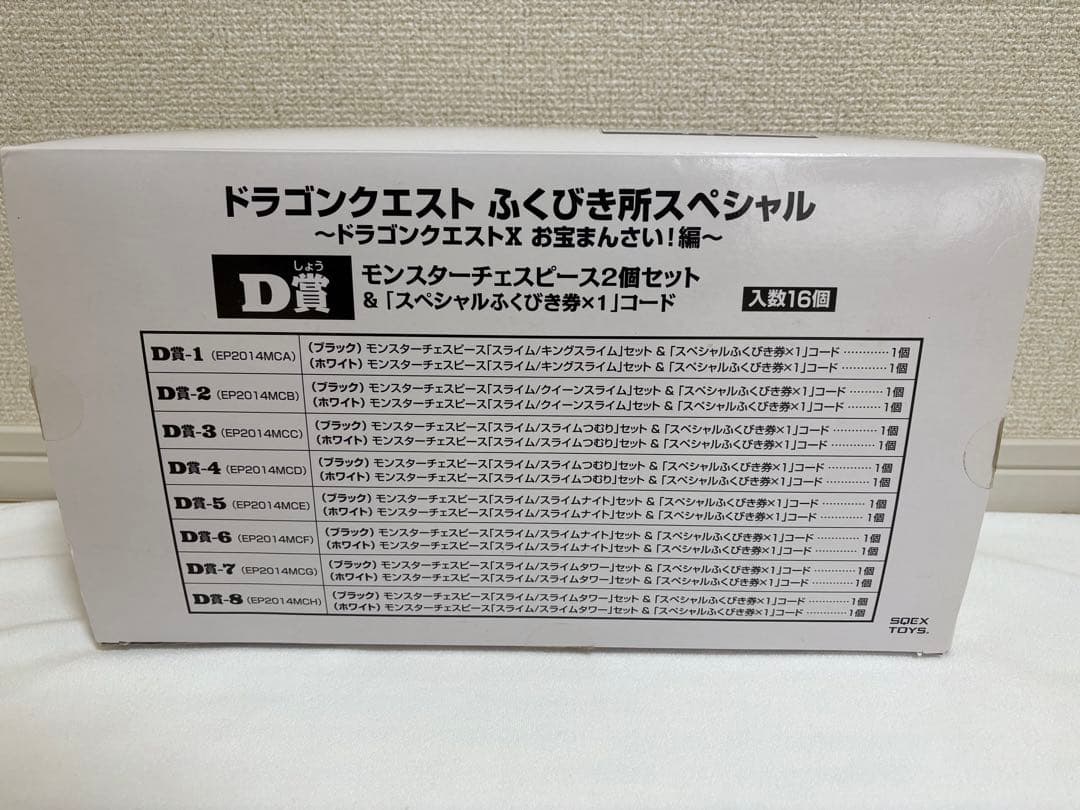 ドラゴンクエスト ふくびき所スペシャル
～ドラゴンクエストX お宝まんさい!編～
しょう
D賞 モンスターチェスピース2個セット
&「スペシャルふくびき券×1」コード 入数16個
D賞-1 (EP2014MCA) (ブラック) モンスターチェスピース「スライム/キングスライム」セット &「スペシャルふくびき券×1」コード …………1個
(ホワイト) モンスターチェスピース「スライム/キングスライム」セット &「スペシャルふくびき券×1」コード …………1個
D賞-2 (EP2014MCB) (ブラック) モンスターチェスピース「スライム/クイーンスライム」セット &「スペシャルふくびき券×1」コード ………1個
(ホワイト) モンスターチェスピース「スライム/クイーンスライム」セット &「スペシャルふくびき券×1」コード ………1個
D賞-3 (EP2014MCC) (ブラック) モンスターチェスピース「スライム/スライムつむり」セット &「スペシャルふくびき券×1」コード …………1個
(ホワイト) モンスターチェスピース「スライム/スライムつむり」セット &「スペシャルふくびき券×1」コード …………1個
D賞-4 (EP2014MCD) (ブラック) モンスターチェスピース「スライム/スライムつむり」セット &「スペシャルふくびき券×1」コード …………1個
(ホワイト) モンスターチェスピース「スライム/スライムつむり」セット &「スペシャルふくびき券×1」コード …………1個
D賞-5 (EP2014MCE) (ブラック) モンスターチェスピース「スライム/スライムナイト」セット &「スペシャルふくびき券×1」コード …………1個
(ホワイト) モンスターチェスピース「スライム/スライムナイト」セット &「スペシャルふくびき券×1」コード …………1個
D賞-6 (EP2014MCF) (ブラック) モンスターチェスピース「スライム/スライムナイト」セット &「スペシャルふくびき券×1」コード …………1個
(ホワイト) モンスターチェスピース「スライム/スライムナイト」セット &「スペシャルふくびき券×1」コード …………1個
D賞-7 (EP2014MCG) (ブラック) モンスターチェスピース「スライム/スライムタワー」セット &「スペシャルふくびき券×1」コード …………1個
(ホワイト) モンスターチェスピース「スライム/スライムタワー」セット &「スペシャルふくびき券×1」コード …………1個
D賞-8 (EP2014MCH) (ブラック) モンスターチェスピース「スライム/スライムタワー」セット &「スペシャルふくびき券×1」コード …………1個
(ホワイト) モンスターチェスピース「スライム/スライムタワー」セット &「スペシャルふくびき券×1」コード …………1個
SQEX
TOYS.